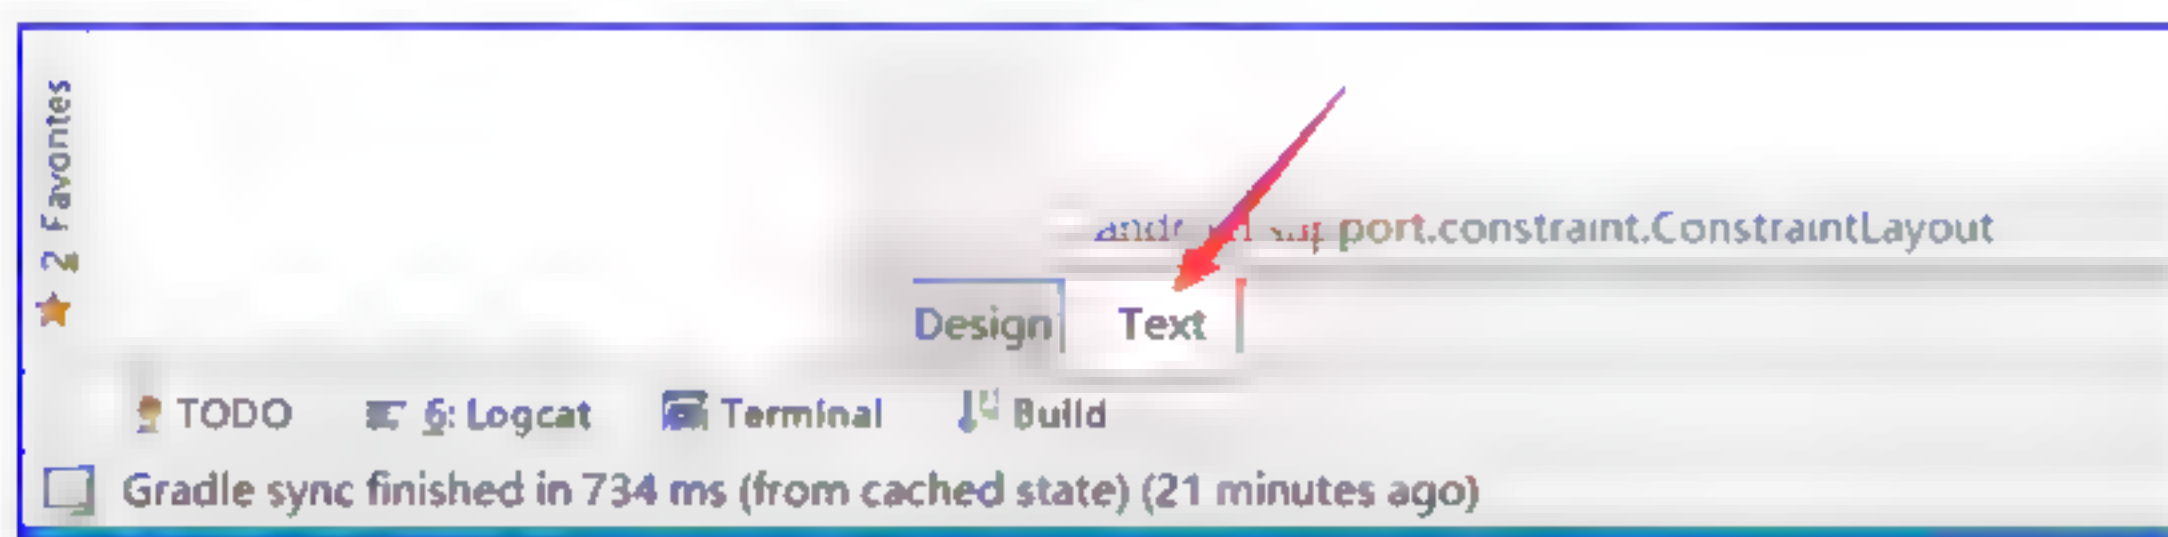 2 Favorites
port.constraint.ConstraintLayout
Design Text
TODO 6: Logcat Terminal Build
Gradle sync finished in 734 ms (from cached state) (21 minutes ago)